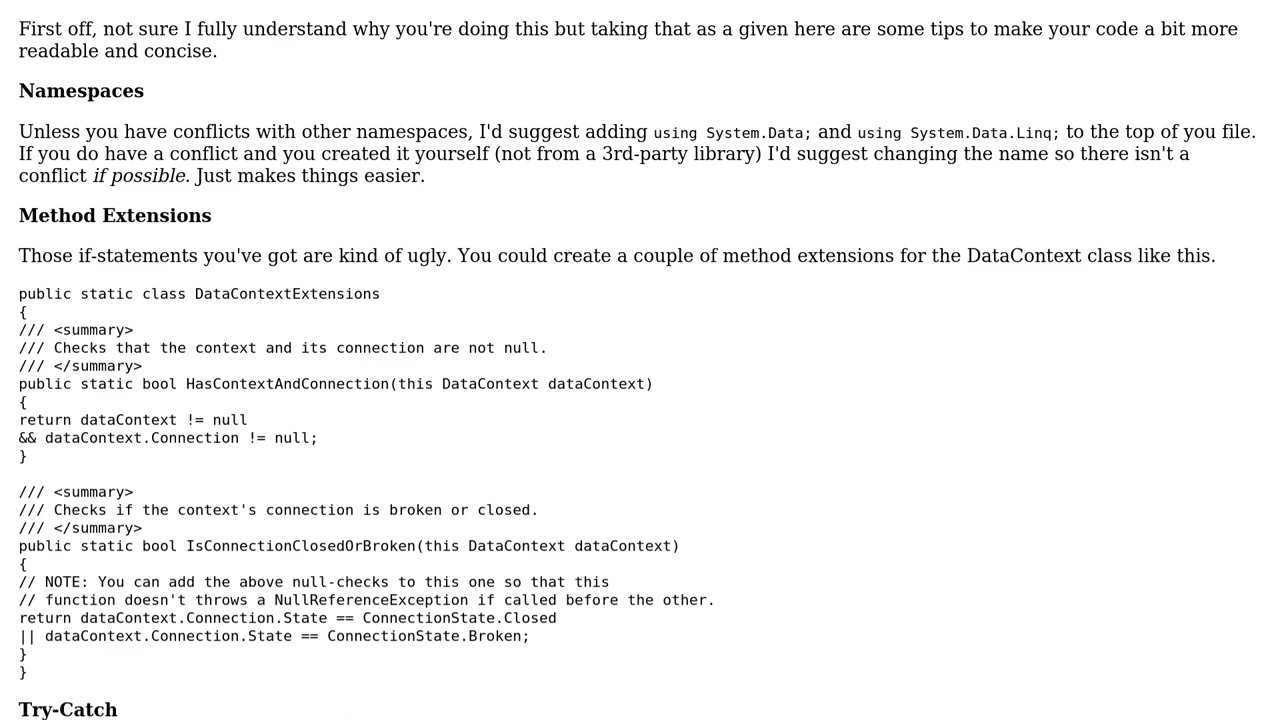 First off, not sure I fully understand why you're doing this but taking that as a given here are some tips to make your code a bit more
readable and concise.
Namespaces
Unless you have conflicts with other namespaces, I'd suggest adding using System.Data; and using System.Data.Linq; to the top of you file.
If you do have a conflict and you created it yourself (not from a 3rd-party library) I'd suggest changing the name so there isn't a
conflict if possible. Just makes things easier.
Method Extensions
Those if-statements you've got are kind of ugly. You could create a couple of method extensions for the DataContext class like this.
public static class DataContextExtensions
{
/// <summary>
/// Checks that the context and its connection are not null.
/// </summary>
public static bool HasContextAndConnection(this DataContext dataContext)
{
return dataContext != null
&& dataContext.Connection != null;
}
/// <summary>
/// Checks if the context's connection is broken or closed.
/// </summary>
public static bool IsConnectionClosedOrBroken(this DataContext dataContext)
{
// NOTE: You can add the above null-checks to this one so that this
// function doesn't throws a NullReferenceException if called before the other.
return dataContext.Connection.State == ConnectionState.Closed
|| dataContext.Connection.State == ConnectionState.Broken;
}
}
Try-Catch